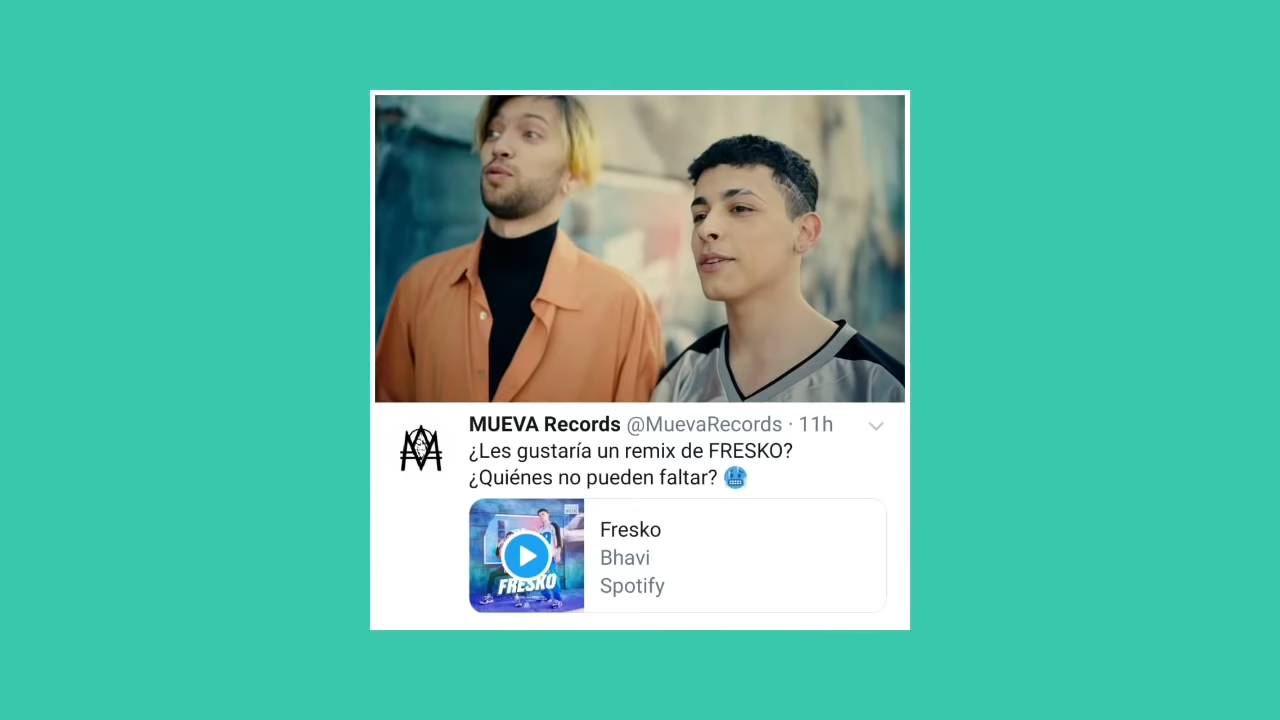 MUEVA Records @MuevaRecords · 11h
¿Les gustaría un remix de FRESKO?
¿Quiénes no pueden faltar? 🥶
Fresko
Bhavi
Spotify
FRESKO